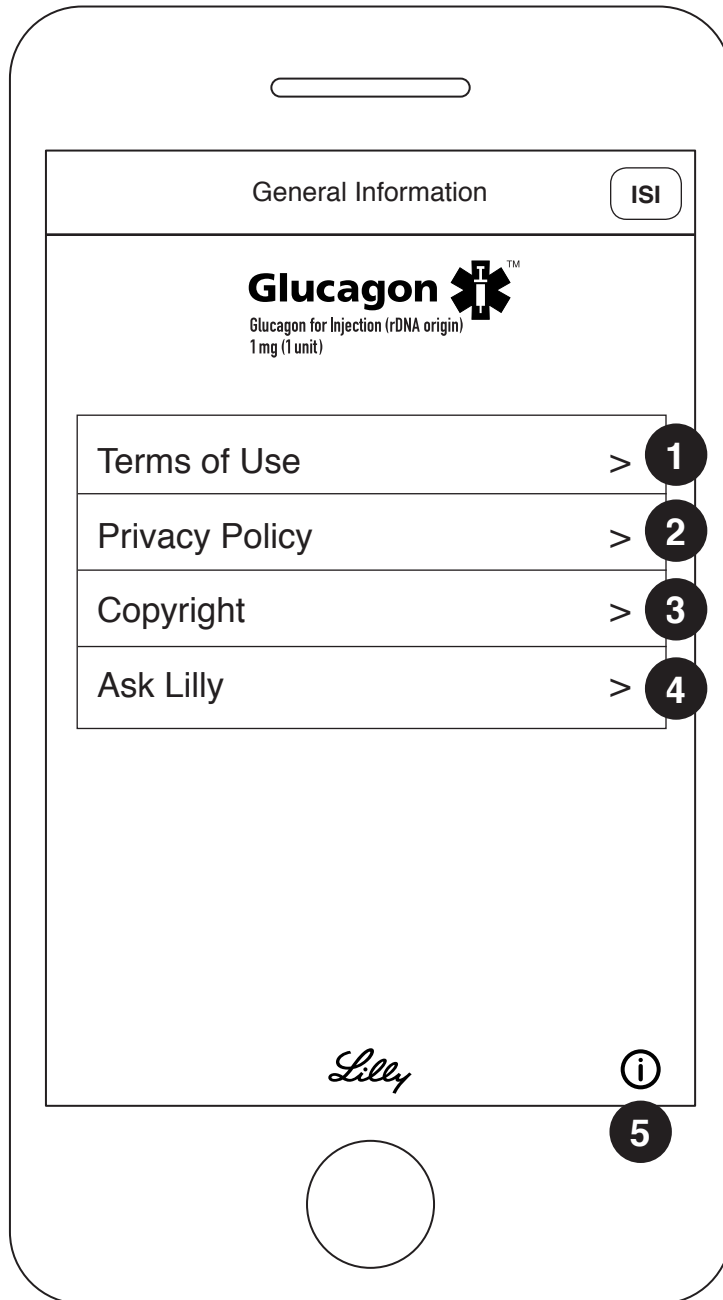 General Information
ISI
Glucagon ™
Glucagon for Injection (rDNA origin)
1 mg (1 unit)
Terms of Use > 1
Privacy Policy > 2
Copyright > 3
Ask Lilly > 4
Lilly
i
5